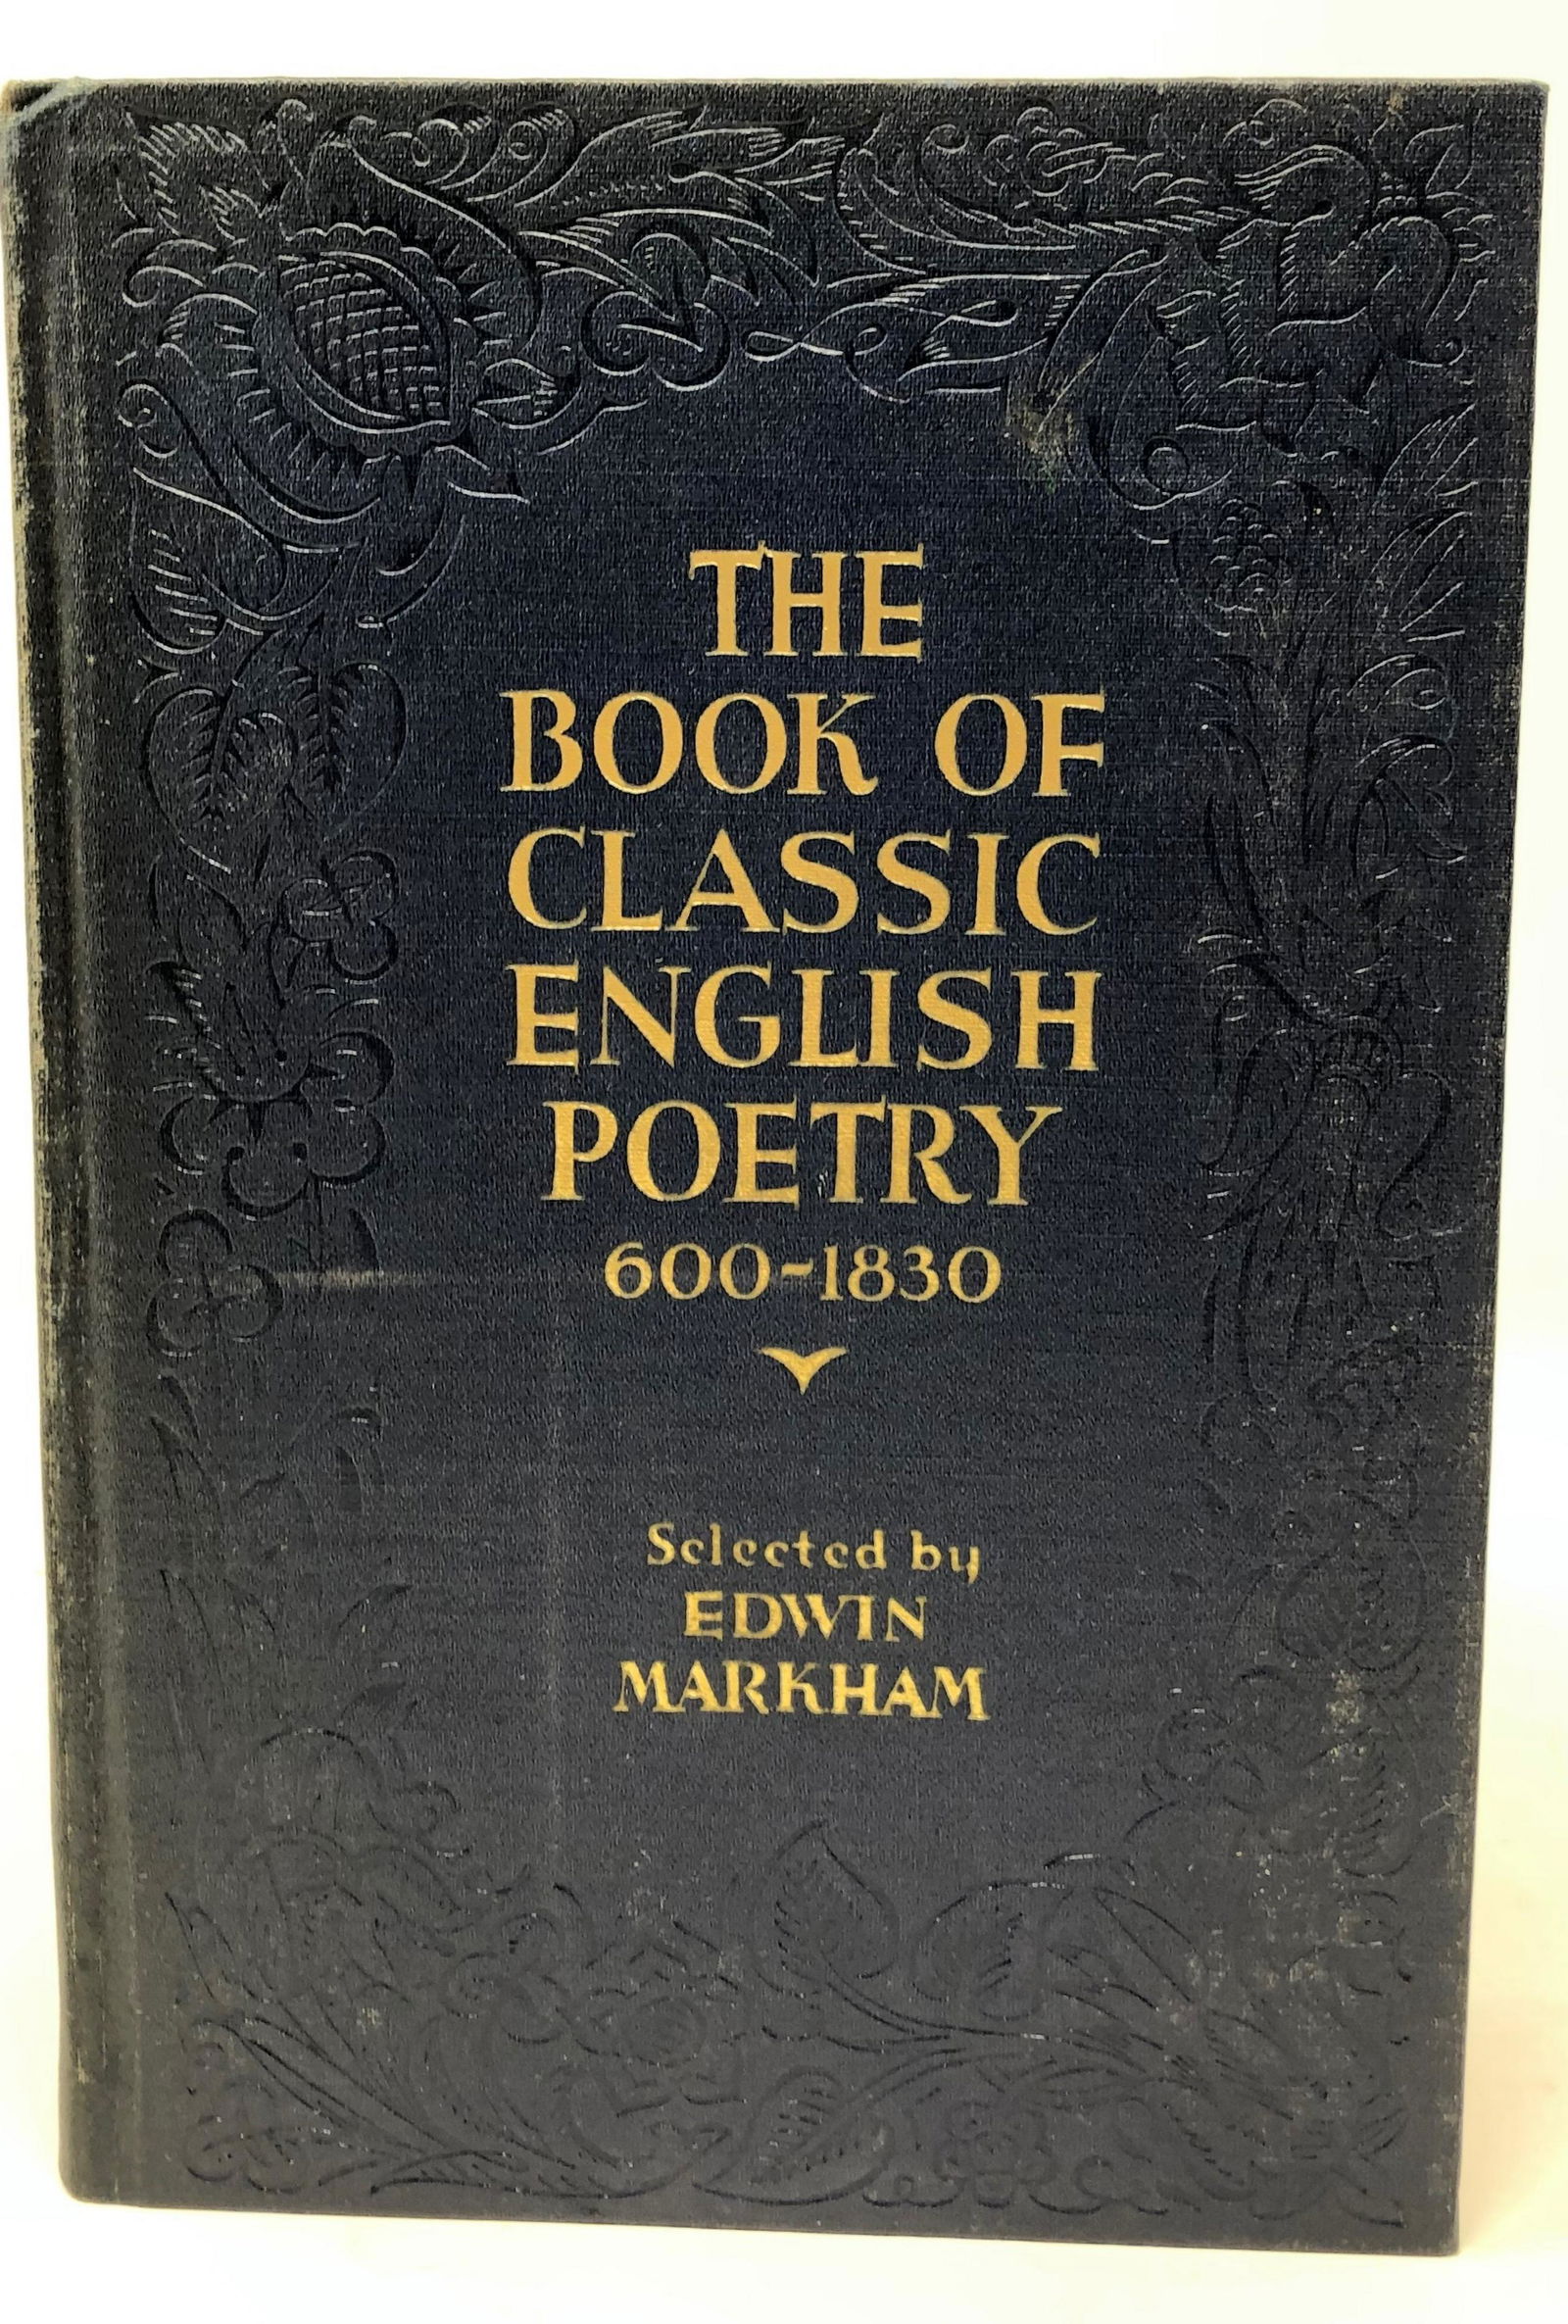 THE
BOOK OF
CLASSIC
ENGLISH
POETRY
600-1830
Selected by
EDWIN
MARKHAM